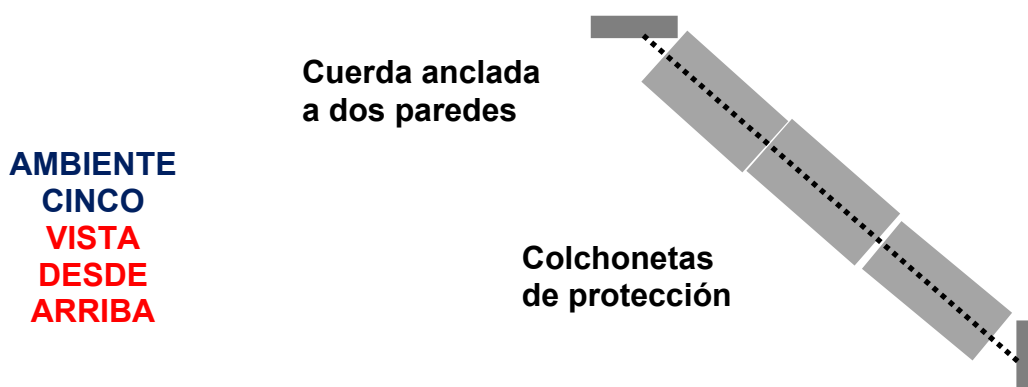 Cuerda anclada
a dos paredes
AMBIENTE
CINCO
VISTA
DESDE
ARRIBA
Colchonetas
de protección